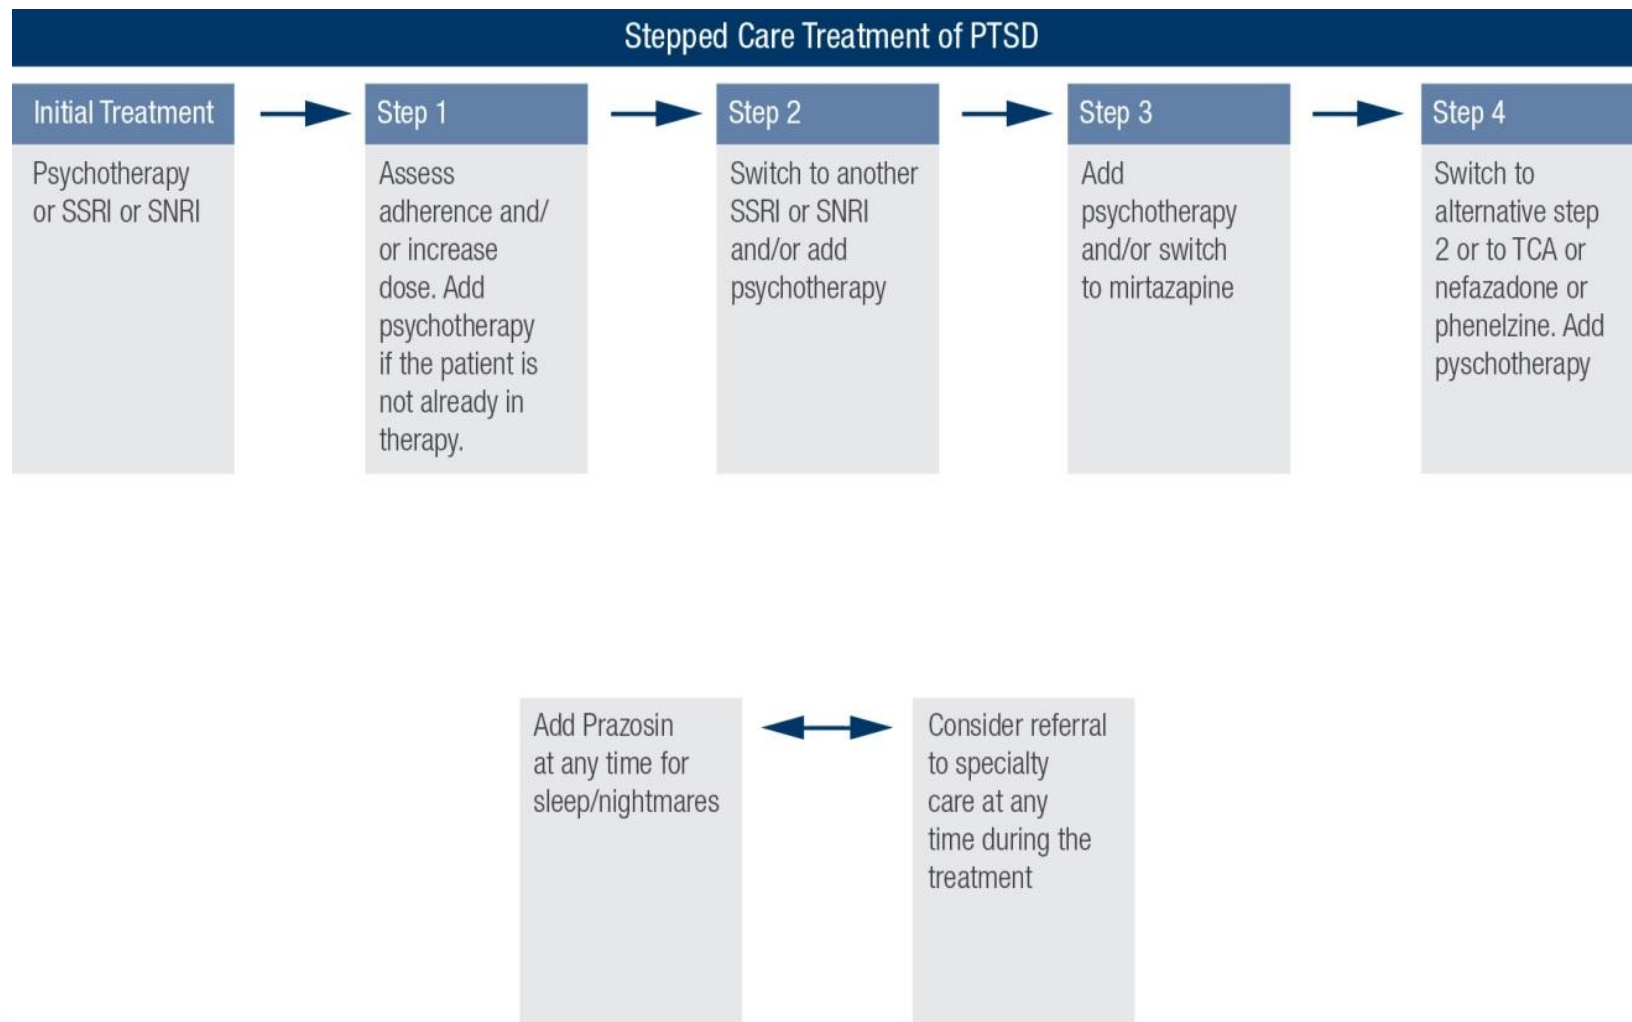 Stepped Care Treatment of PTSD
Initial Treatment
Psychotherapy
or SSRI or SNRI
Step 1
Assess
adherence and/
or increase
dose. Add
psychotherapy
if the patient is
not already in
therapy.
Step 2
Switch to another
SSRI or SNRI
and/or add
psychotherapy
Step 3
Add
psychotherapy
and/or switch
to mirtazapine
Step 4
Switch to
alternative step
2 or to TCA or
nefazadone or
phenelzine. Add
pyschotherapy
Add Prazosin
at any time for
sleep/nightmares
Consider referral
to specialty
care at any
time during the
treatment